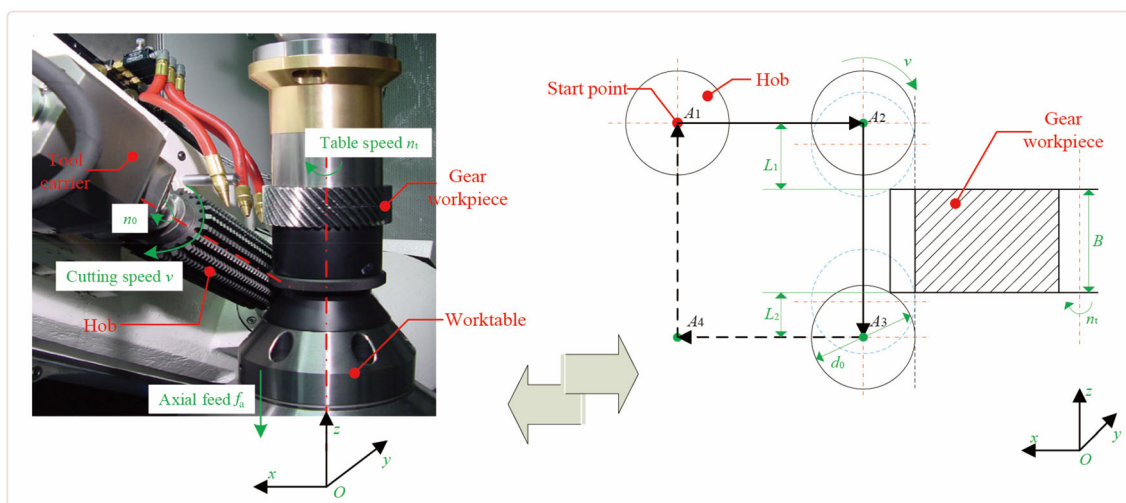 Tool
carrier
Table speed nt
Gear
workpiece
n0
Cutting speed v
Hob
Worktable
Axial feed fa
z
y
x
O
v
Start point
Hob
A1
A2
Gear
workpiece
L1
B
L2
A4
A3
nt
d0
z
x
y
O